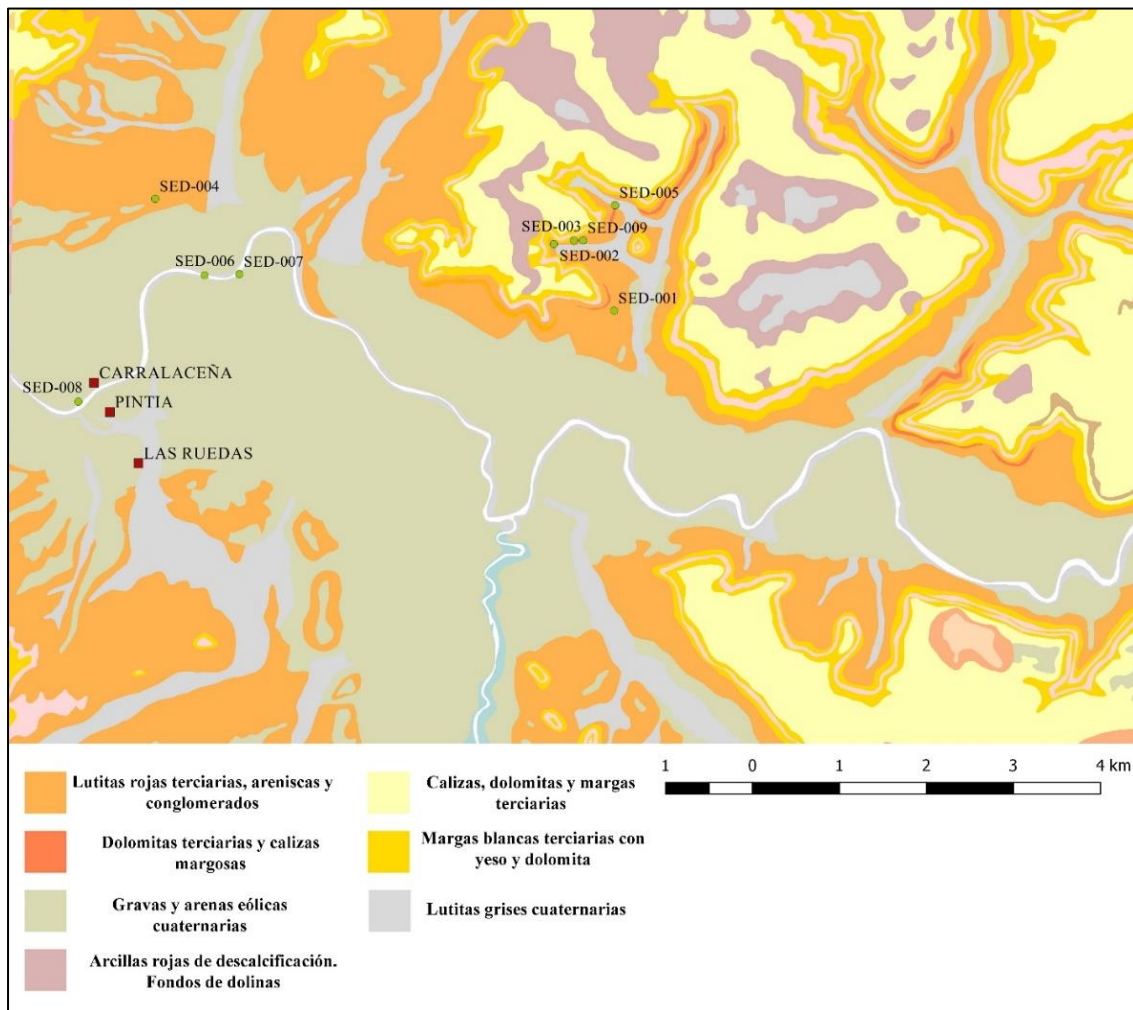 SED-004
SED-005
SED-003
SED-009
SED-002
SED-006
SED-007
SED-001
CARRALACEÑA
SED-008
PINTIA
LAS RUEDAS
1 0 1 2 3 4 km
Lutitas rojas terciarias, areniscas y
conglomerados
Dolomitas terciarias y calizas
margosas
Gravas y arenas eólicas
cuaternarias
Arcillas rojas de descalcificación.
Fondos de dolinas
Calizas, dolomitas y margas
terciarias
Margas blancas terciarias con
yeso y dolomita
Lutitas grises cuaternarias